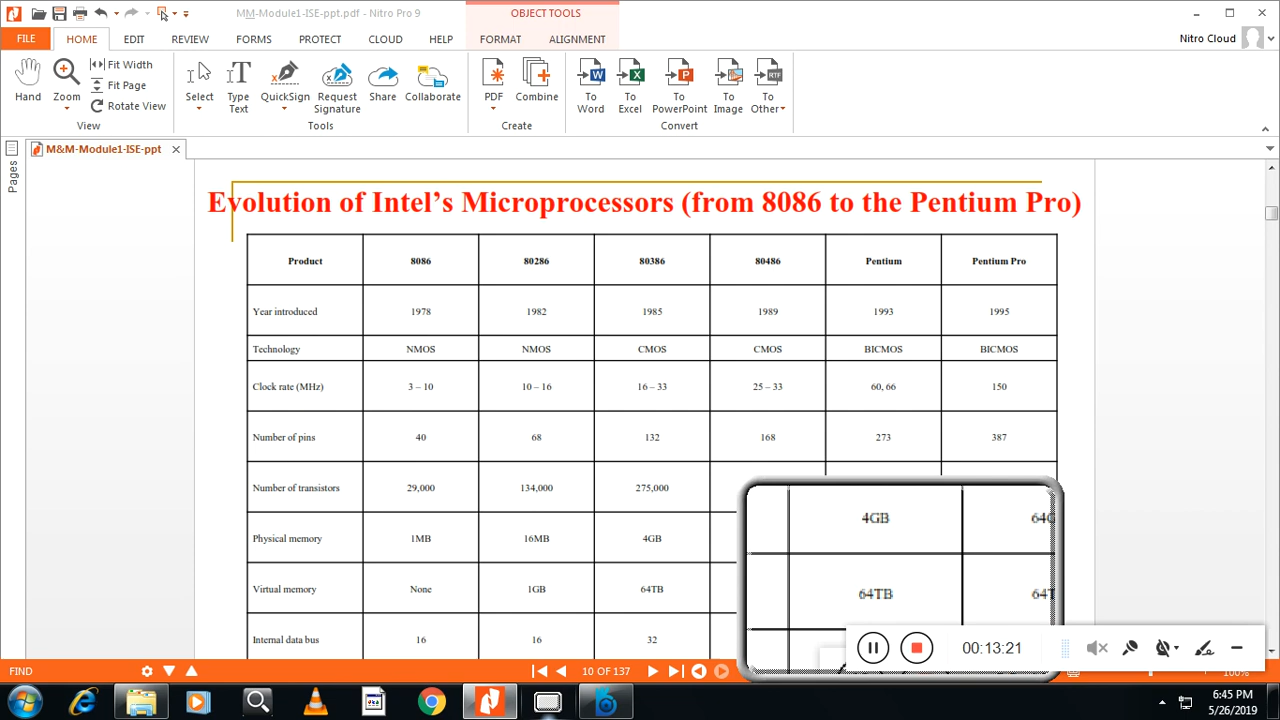 MM-Module1-ISE-ppt.pdf - Nitro Pro 9
OBJECT TOOLS
FILE HOME EDIT REVIEW FORMS PROTECT CLOUD HELP FORMAT ALIGNMENT Nitro Cloud
Hand Zoom Fit Width Fit Page Rotate View
Select Type Text QuickSign Request Signature Share Collaborate
PDF Combine To Word To Excel To PowerPoint To Image To Other
View Tools Create Convert
M&M-Module1-ISE-ppt
Pages
Evolution of Intel's Microprocessors (from 8086 to the Pentium Pro)
Product 8086 80286 80386 80486 Pentium Pentium Pro
Year introduced 1978 1982 1985 1989 1993 1995
Technology NMOS NMOS CMOS CMOS BICMOS BICMOS
Clock rate (MHz) 3 – 10 10 – 16 16 – 33 25 – 33 60, 66 150
Number of pins 40 68 132 168 273 387
Number of transistors 29,000 134,000 275,000
Physical memory 1MB 16MB 4GB
Virtual memory None 1GB 64TB
Internal data bus 16 16 32
4GB
64TB
00:13:21
FIND 10 OF 137 100%
6:45 PM
5/26/2019